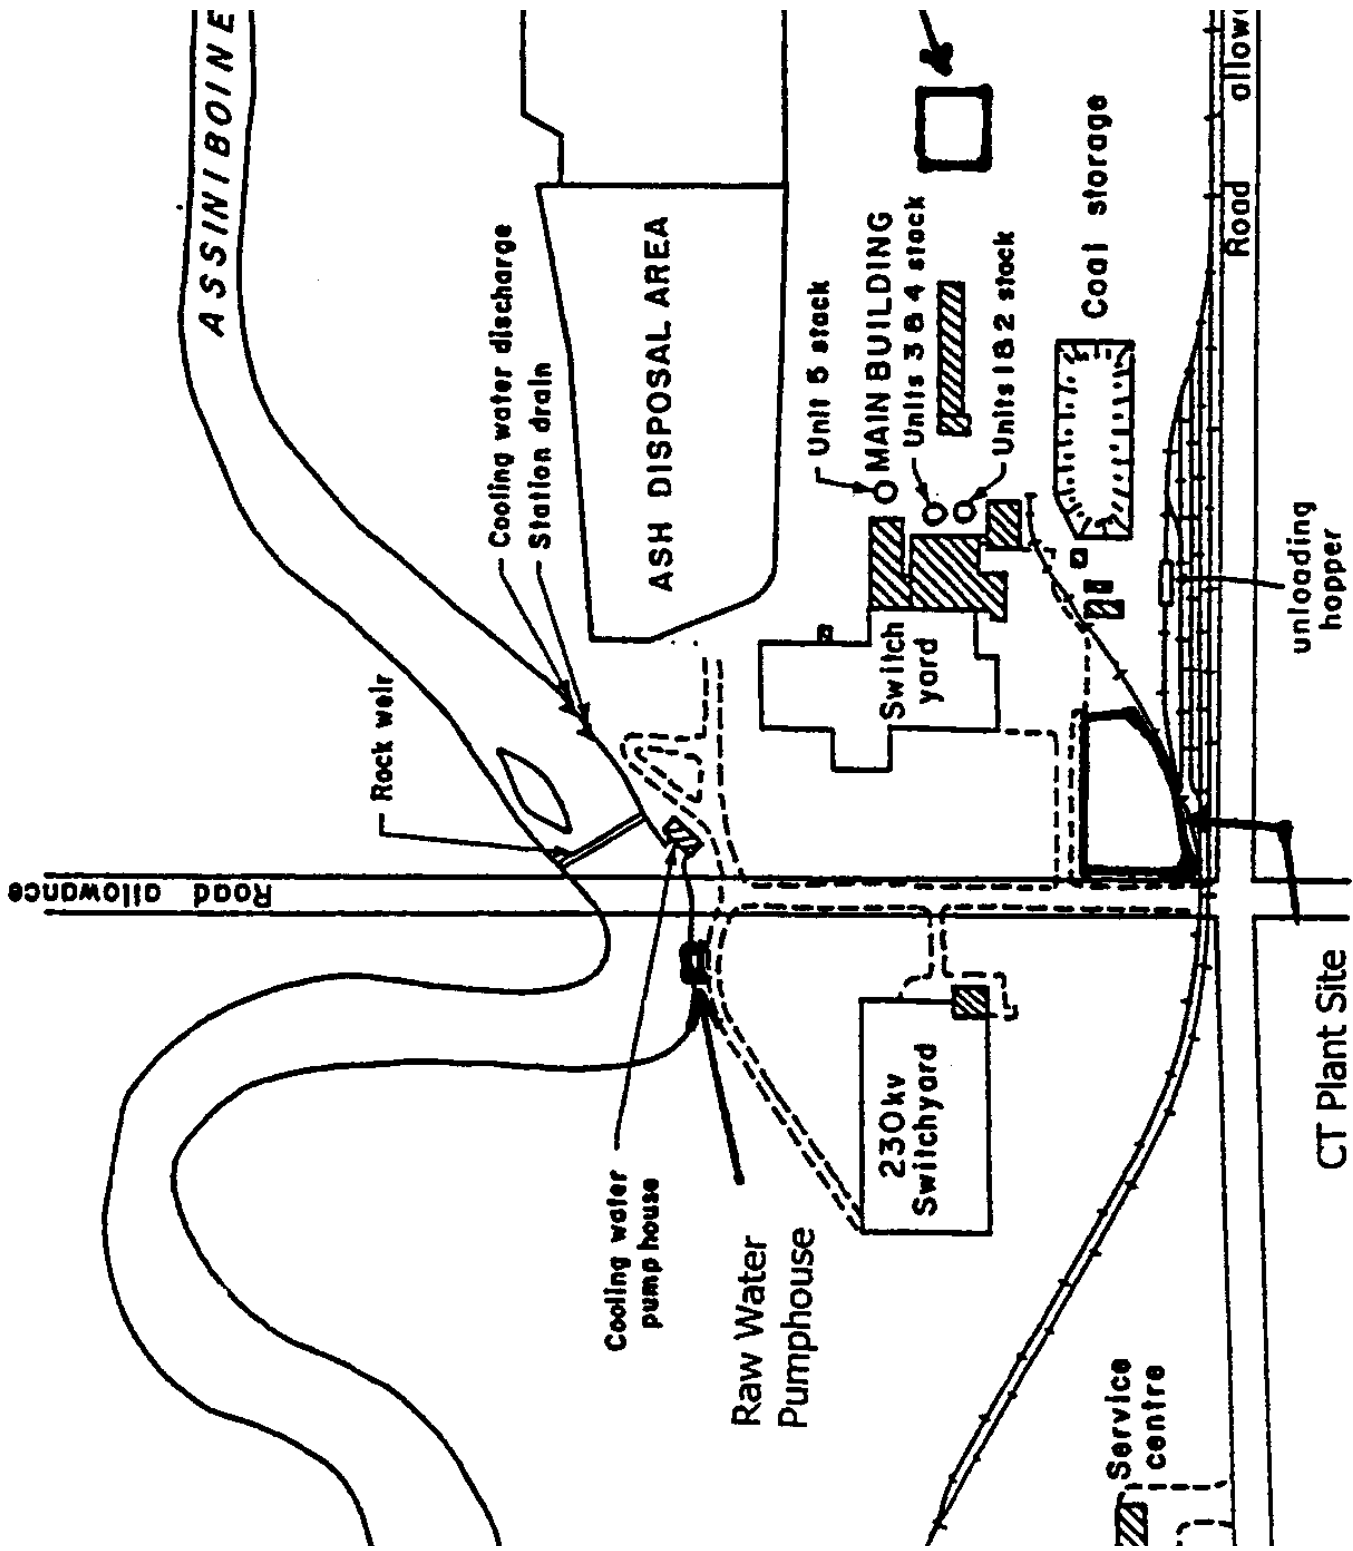 ASSINIBOINE
Cooling water discharge
Station drain
ASH DISPOSAL AREA
Rock weir
Road allowance
Unit 5 stack
MAIN BUILDING
Units 3 & 4 stack
Units 1 & 2 stack
Coal storage
Road allow
Switch
yard
unloading
hopper
Cooling water
pump house
Raw Water
Pumphouse
230kv
Switchyard
CT Plant Site
Service
centre